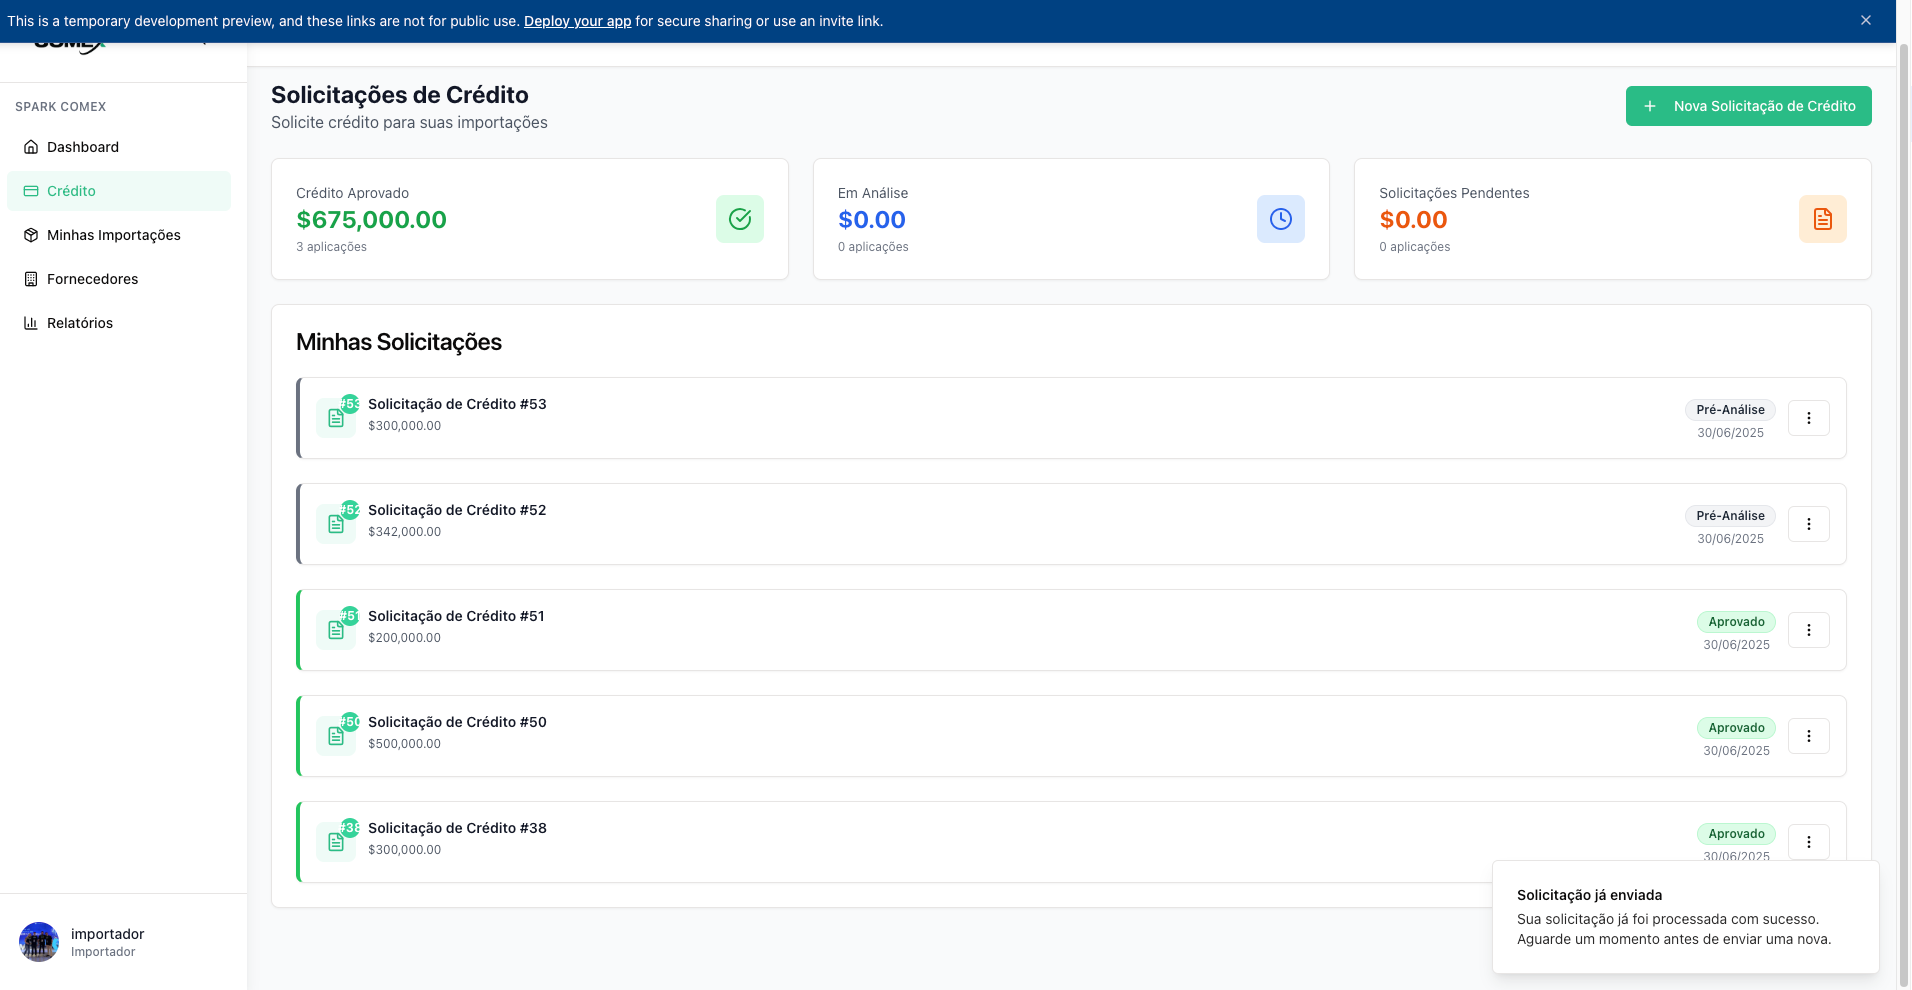 This is a temporary development preview, and these links are not for public use. Deploy your app for secure sharing or use an invite link.
SPARK COMEX
Dashboard
Crédito
Minhas Importações
Fornecedores
Relatórios
importador
Importador
Solicitações de Crédito
Solicite crédito para suas importações
Nova Solicitação de Crédito
Crédito Aprovado
$675,000.00
3 aplicações
Em Análise
$0.00
0 aplicações
Solicitações Pendentes
$0.00
0 aplicações
Minhas Solicitações
#53
Solicitação de Crédito #53
$300,000.00
Pré-Análise
30/06/2025
#52
Solicitação de Crédito #52
$342,000.00
Pré-Análise
30/06/2025
#51
Solicitação de Crédito #51
$200,000.00
Aprovado
30/06/2025
#50
Solicitação de Crédito #50
$500,000.00
Aprovado
30/06/2025
#38
Solicitação de Crédito #38
$300,000.00
Aprovado
30/06/2025
Solicitação já enviada
Sua solicitação já foi processada com sucesso.
Aguarde um momento antes de enviar uma nova.